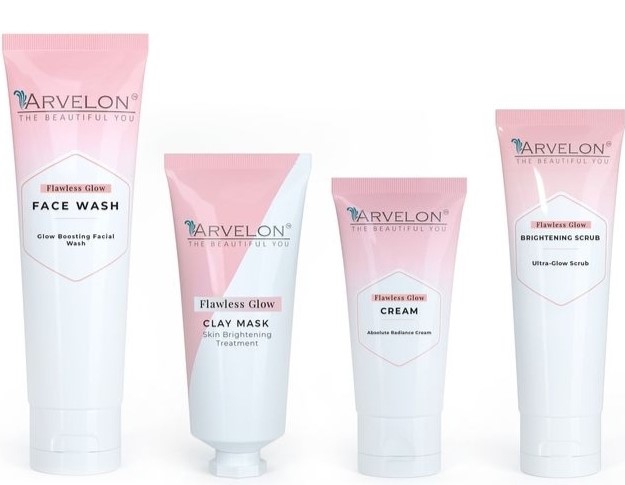 ARVELON
THE BEAUTIFUL YOU
Flawless Glow
FACE WASH
Glow Boosting Facial
Wash
ARVELON
THE BEAUTIFUL YOU
Flawless Glow
CLAY MASK
Skin Brightening
Treatment
ARVELON
THE BEAUTIFUL YOU
Flawless Glow
CREAM
Absolute Radiance Cream
ARVELON
THE BEAUTIFUL YOU
Flawless Glow
BRIGHTENING SCRUB
Ultra-Glow Scrub